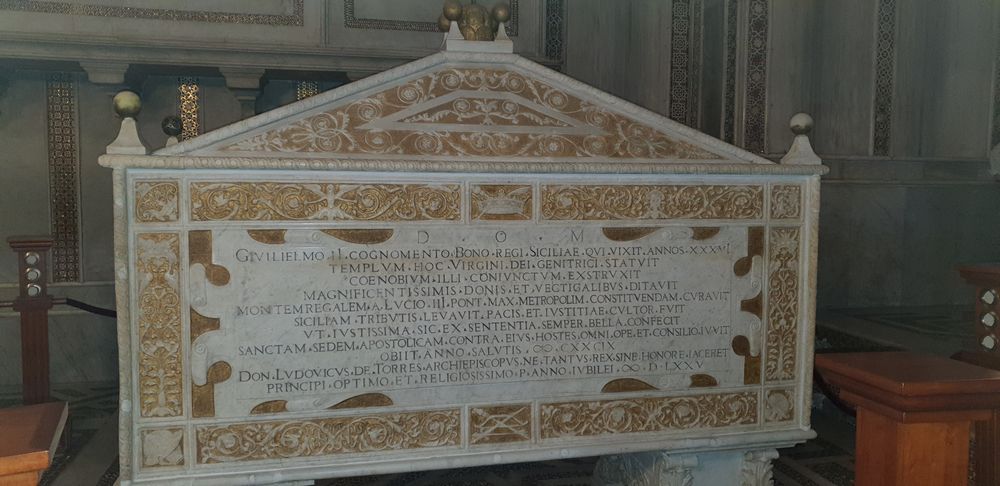 D · O · M
GVILIELMO · II · COGNOMENTO · BONO · REGI · SICILIAE · QVI · VIXIT · ANNOS · XXXVI
TEMPLVM · HOC · VIRGINI · DEI · GENITRICI · STATVIT
COENOBIVM · ILLI · CONIVNCTVM · EXSTRVXIT
MAGNIFICENTISSIMIS · DONIS · ET · VECTIGALIBVS · DITAVIT
MONTEMREGALEM · A · LVCIO · III · PONT · MAX · METROPOLIM · CONSTITVENDAM · CVRAVIT
SICILIAM · TRIBVTIS · LEVAVIT · PACIS · ET · IVSTITIAE · CVLTOR · FVIT
VT · IVSTISSIMA · SIC · EX · SENTENTIA · SEMPER · BELLA · CONFECIT
SANCTAM · SEDEM · APOSTOLICAM · CONTRA · EIVS · HOSTES · OMNI · OPE · ET · CONSILIO · IVVIT
OBIIT · ANNO · SALVTIS · ∞ · CXCIX
DON · LVDOVICVS · DE · TORRES · ARCHIEPISCOPVS · NE · TANTVS · REX · SINE · HONORE · IACERET
PRINCIPI · OPTIMO · ET · RELIGIOSISSIMO · P · ANNO · IVBILEI · ∞ · D · LXXV